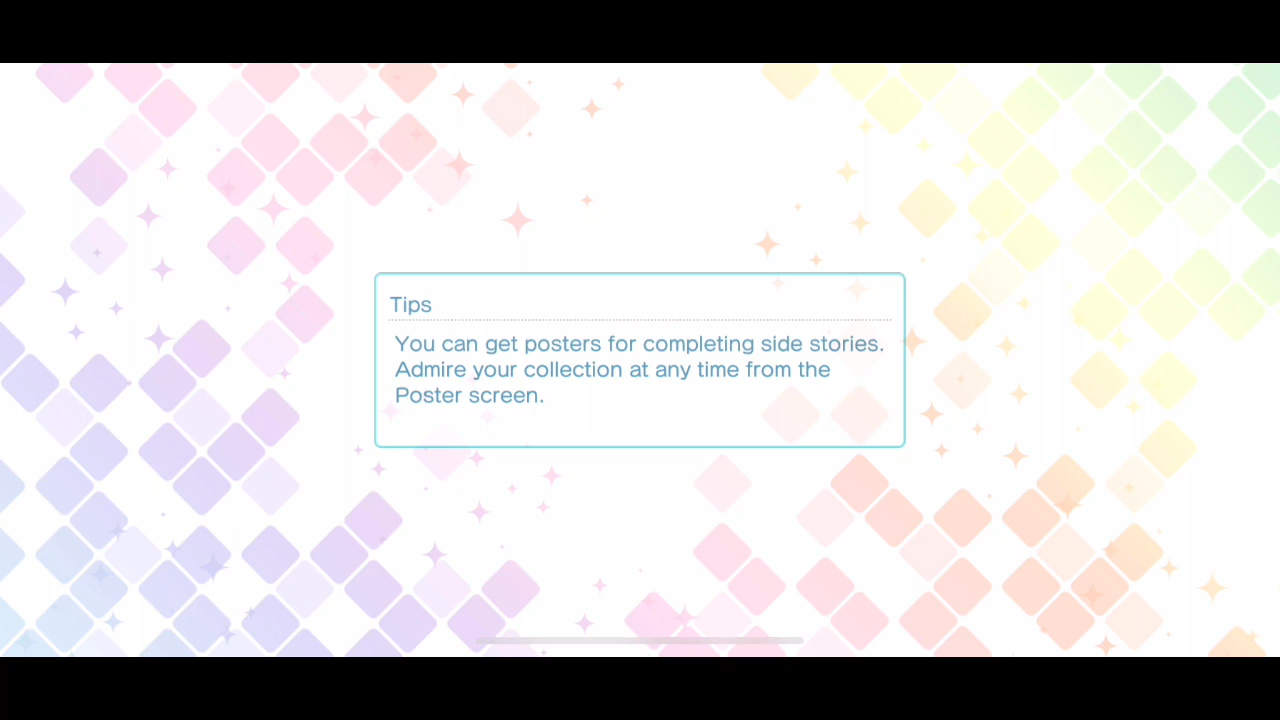 Tips
You can get posters for completing side stories.
Admire your collection at any time from the
Poster screen.